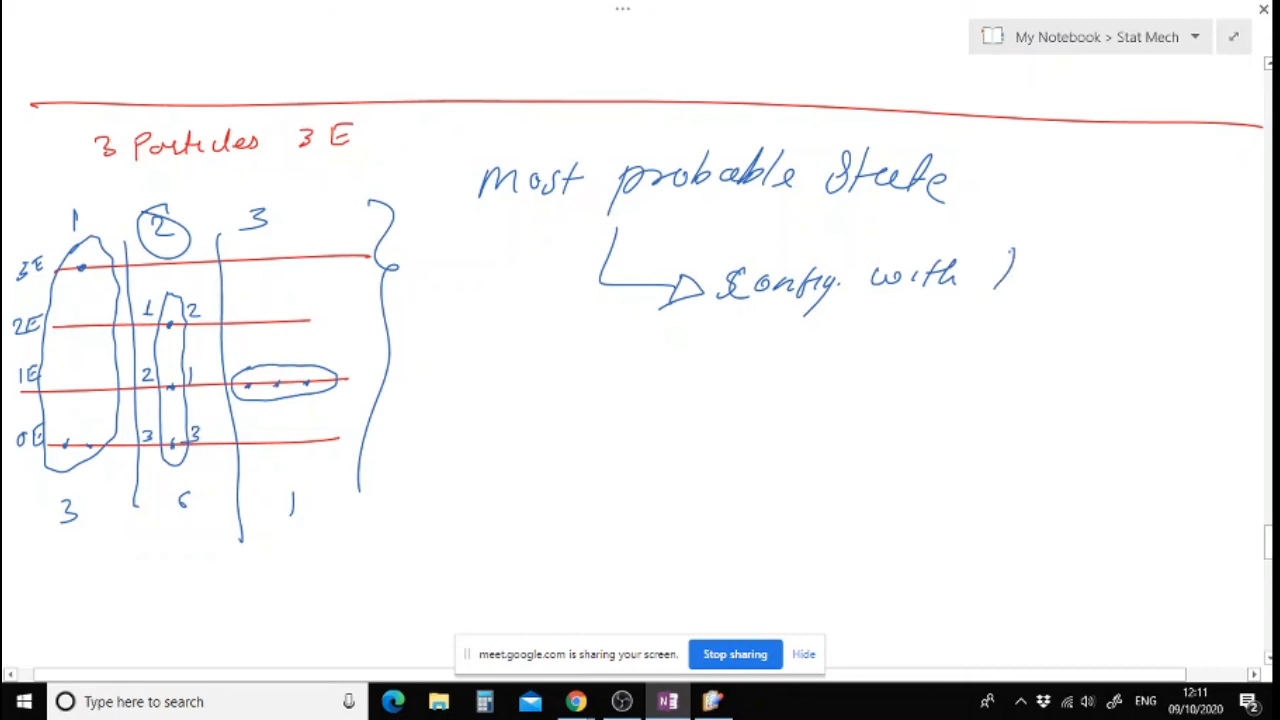 My Notebook > Stat Mech
3 Particles 3 E
most probable State
1 2 3
3E
config. with
2E 1 2
1E 2 1
0E 3 3
3 6 1
meet.google.com is sharing your screen. Stop sharing Hide
Type here to search
ENG
12:11
09/10/2020
2